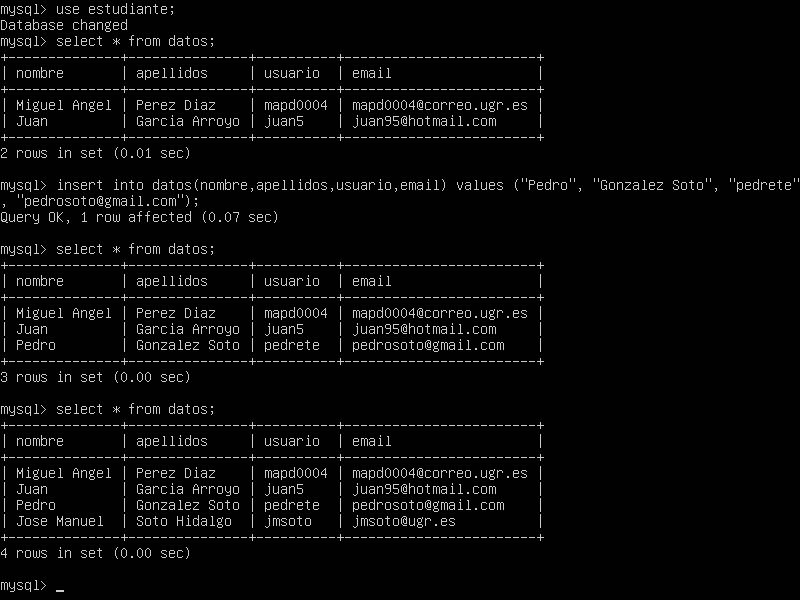 mysql> use estudiante;
Database changed
mysql> select * from datos;
+--------------+---------------+----------+------------------------+
| nombre       | apellidos     | usuario  | email                  |
+--------------+---------------+----------+------------------------+
| Miguel Angel | Perez Diaz    | mapd0004 | mapd0004@correo.ugr.es |
| Juan         | Garcia Arroyo | juan5    | juan95@hotmail.com     |
+--------------+---------------+----------+------------------------+
2 rows in set (0.01 sec)
mysql> insert into datos(nombre,apellidos,usuario,email) values ("Pedro", "Gonzalez Soto", "pedrete"
, "pedrosoto@gmail.com");
Query OK, 1 row affected (0.07 sec)
mysql> select * from datos;
+--------------+---------------+----------+------------------------+
| nombre       | apellidos     | usuario  | email                  |
+--------------+---------------+----------+------------------------+
| Miguel Angel | Perez Diaz    | mapd0004 | mapd0004@correo.ugr.es |
| Juan         | Garcia Arroyo | juan5    | juan95@hotmail.com     |
| Pedro        | Gonzalez Soto | pedrete  | pedrosoto@gmail.com    |
+--------------+---------------+----------+------------------------+
3 rows in set (0.00 sec)
mysql> select * from datos;
+--------------+---------------+----------+------------------------+
| nombre       | apellidos     | usuario  | email                  |
+--------------+---------------+----------+------------------------+
| Miguel Angel | Perez Diaz    | mapd0004 | mapd0004@correo.ugr.es |
| Juan         | Garcia Arroyo | juan5    | juan95@hotmail.com     |
| Pedro        | Gonzalez Soto | pedrete  | pedrosoto@gmail.com    |
| Jose Manuel  | Soto Hidalgo  | jmsoto   | jmsoto@ugr.es          |
+--------------+---------------+----------+------------------------+
4 rows in set (0.00 sec)
mysql> _